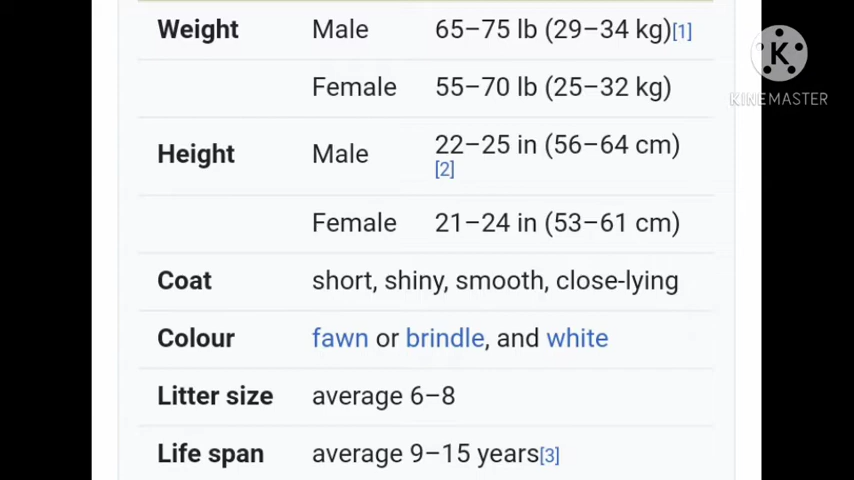 Weight Male 65–75 lb (29–34 kg)[1]
Female 55–70 lb (25–32 kg)
Height Male 22–25 in (56–64 cm)
[2]
Female 21–24 in (53–61 cm)
Coat short, shiny, smooth, close-lying
Colour fawn or brindle, and white
Litter size average 6–8
Life span average 9–15 years[3]
K
KINEMASTER